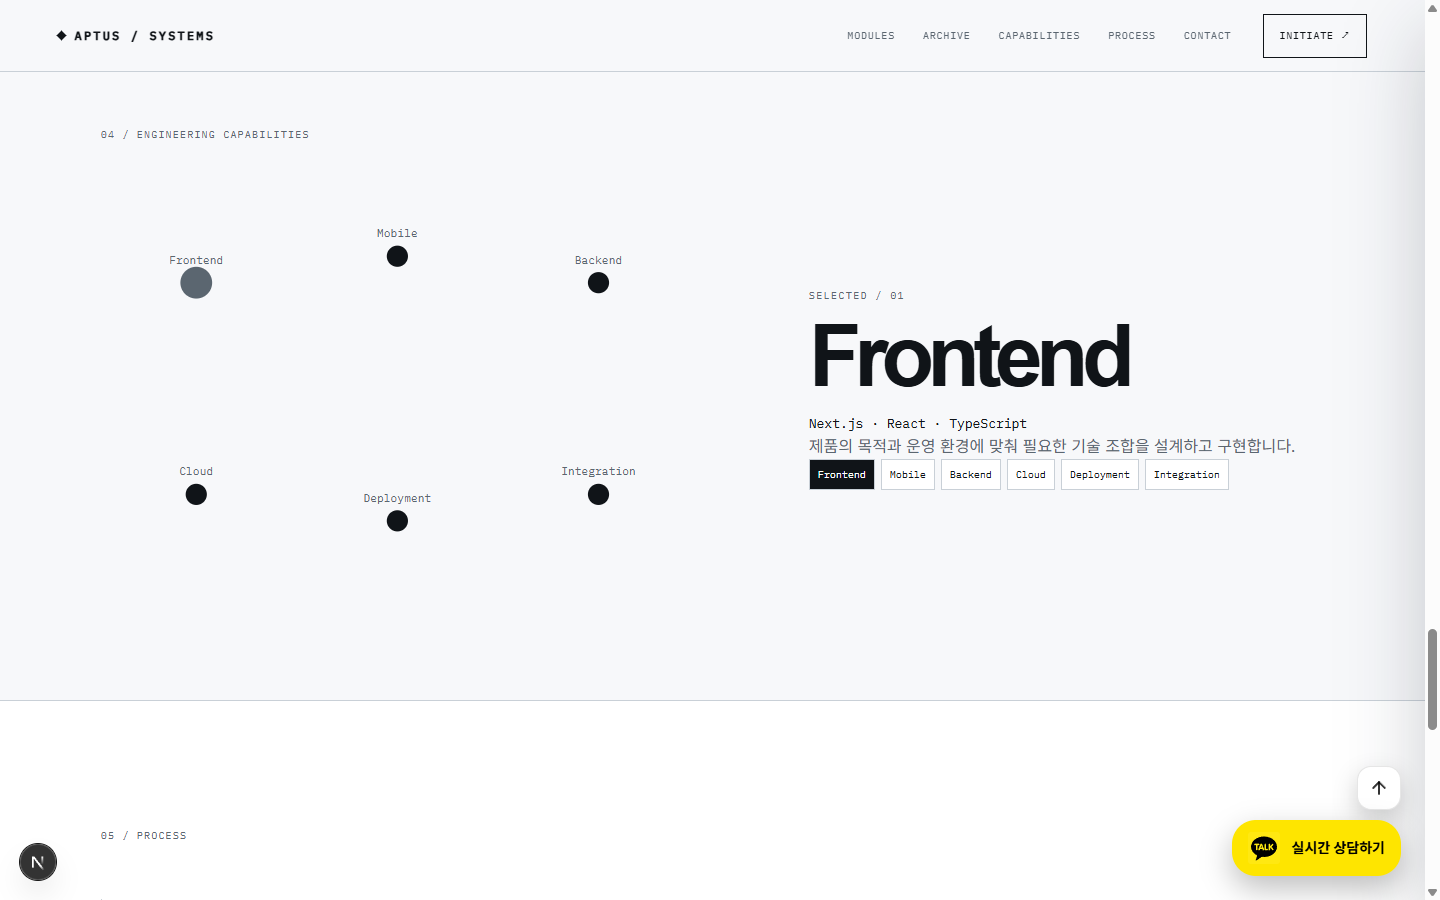 APTUS / SYSTEMS
MODULES
ARCHIVE
CAPABILITIES
PROCESS
CONTACT
INITIATE ↗
04 / ENGINEERING CAPABILITIES
Mobile
Frontend
Backend
Cloud
Deployment
Integration
SELECTED / 01
Frontend
Next.js · React · TypeScript
제품의 목적과 운영 환경에 맞춰 필요한 기술 조합을 설계하고 구현합니다.
Frontend
Mobile
Backend
Cloud
Deployment
Integration
05 / PROCESS
N
TALK
실시간 상담하기